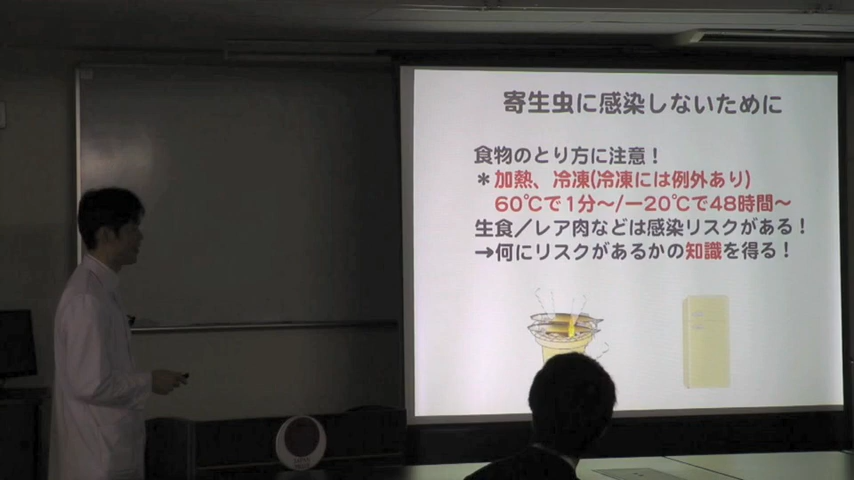 寄生虫に感染しないために
食物のとり方に注意！
＊加熱、冷凍(冷凍には例外あり)
60℃で1分～/－20℃で48時間～
生食／レア肉などは感染リスクがある！
→何にリスクがあるかの知識を得る！